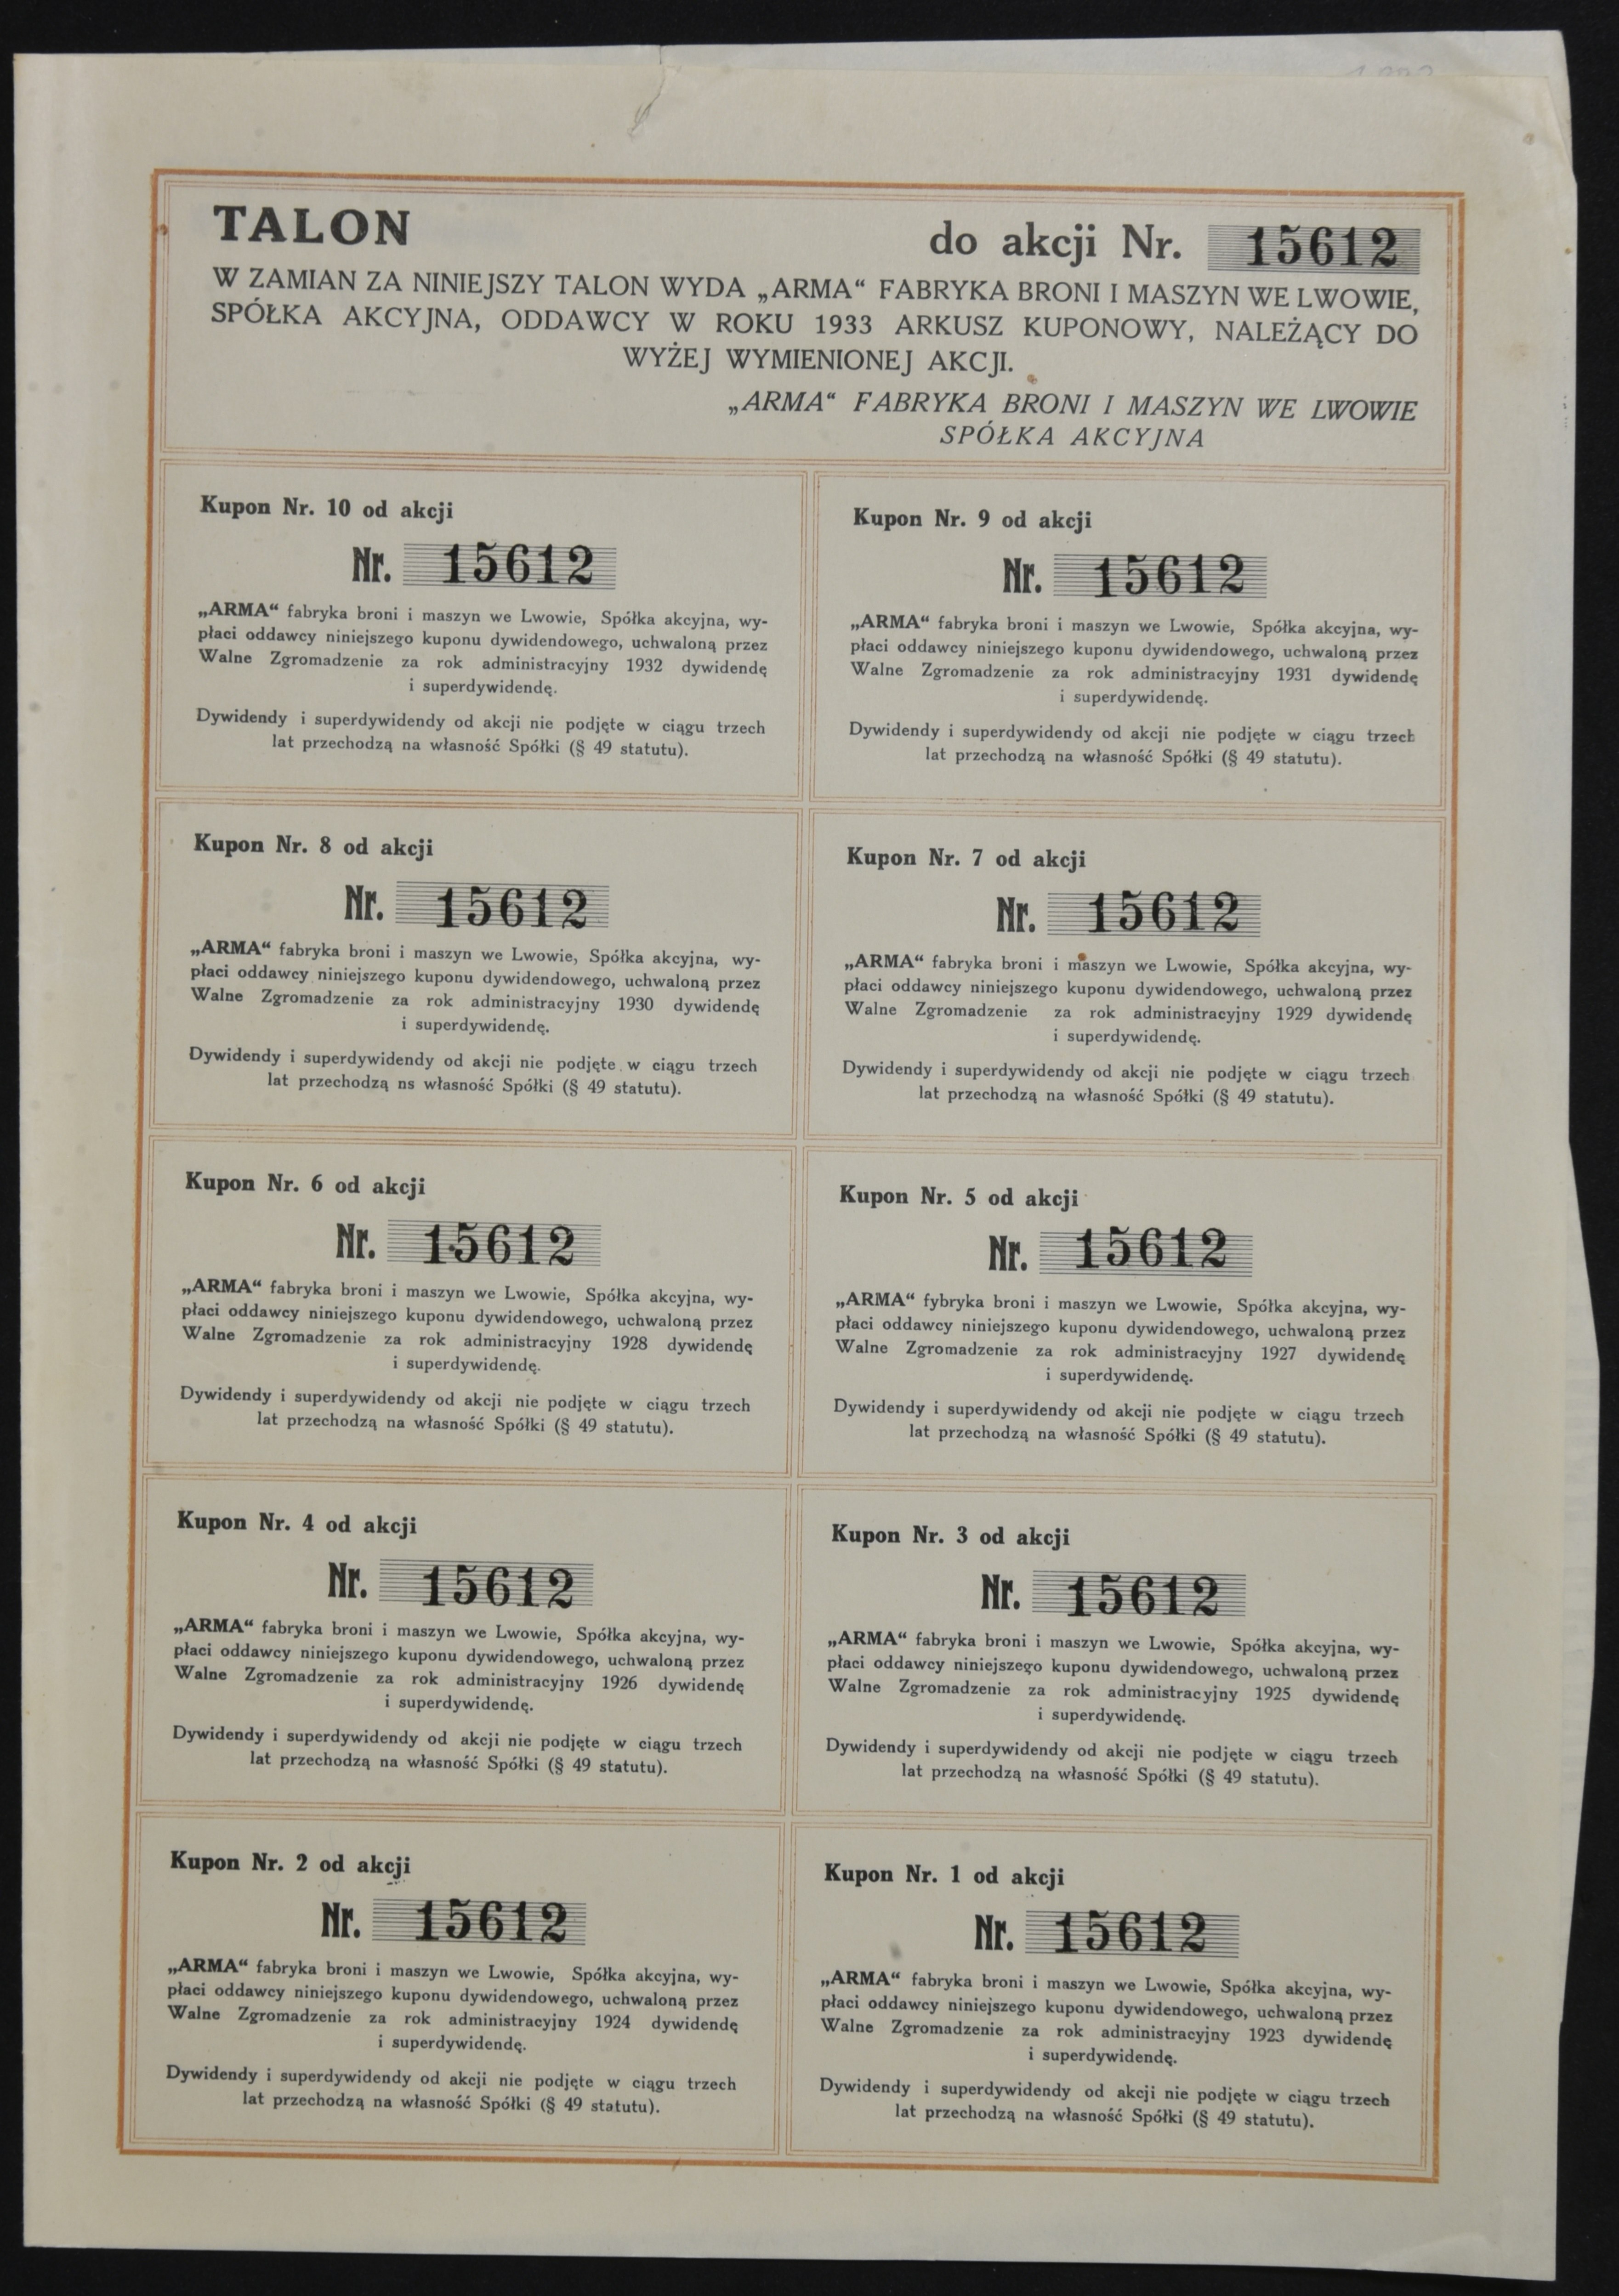 TALON do akcji Nr. 15612
W ZAMIAN ZA NINIEJSZY TALON WYDA „ARMA“ FABRYKA BRONI I MASZYN WE LWOWIE,
SPÓŁKA AKCYJNA, ODDAWCY W ROKU 1933 ARKUSZ KUPONOWY, NALEŻĄCY DO
WYŻEJ WYMIENIONEJ AKCJI.
„ARMA“ FABRYKA BRONI I MASZYN WE LWOWIE
SPÓŁKA AKCYJNA
Kupon Nr. 10 od akcji
Nr. 15612
„ARMA“ fabryka broni i maszyn we Lwowie, Spółka akcyjna, wy-
płaci oddawcy niniejszego kuponu dywidendowego, uchwaloną przez
Walne Zgromadzenie za rok administracyjny 1932 dywidendę
i superdywidendę.
Dywidendy i superdywidendy od akcji nie podjęte w ciągu trzech
lat przechodzą na własność Spółki (§ 49 statutu).
Kupon Nr. 9 od akcji
Nr. 15612
„ARMA“ fabryka broni i maszyn we Lwowie, Spółka akcyjna, wy-
płaci oddawcy niniejszego kuponu dywidendowego, uchwaloną przez
Walne Zgromadzenie za rok administracyjny 1931 dywidendę
i superdywidendę.
Dywidendy i superdywidendy od akcji nie podjęte w ciągu trzech
lat przechodzą na własność Spółki (§ 49 statutu).
Kupon Nr. 8 od akcji
Nr. 15612
„ARMA“ fabryka broni i maszyn we Lwowie, Spółka akcyjna, wy-
płaci oddawcy niniejszego kuponu dywidendowego, uchwaloną przez
Walne Zgromadzenie za rok administracyjny 1930 dywidendę
i superdywidendę.
Dywidendy i superdywidendy od akcji nie podjęte w ciągu trzech
lat przechodzą ns własność Spółki (§ 49 statutu).
Kupon Nr. 7 od akcji
Nr. 15612
„ARMA“ fabryka broni i maszyn we Lwowie, Spółka akcyjna, wy-
płaci oddawcy niniejszego kuponu dywidendowego, uchwaloną przez
Walne Zgromadzenie za rok administracyjny 1929 dywidendę
i superdywidendę.
Dywidendy i superdywidendy od akcji nie podjęte w ciągu trzech
lat przechodzą na własność Spółki (§ 49 statutu).
Kupon Nr. 6 od akcji
Nr. 15612
„ARMA“ fabryka broni i maszyn we Lwowie, Spółka akcyjna, wy-
płaci oddawcy niniejszego kuponu dywidendowego, uchwaloną przez
Walne Zgromadzenie za rok administracyjny 1928 dywidendę
i superdywidendę.
Dywidendy i superdywidendy od akcji nie podjęte w ciągu trzech
lat przechodzą na własność Spółki (§ 49 statutu).
Kupon Nr. 5 od akcji
Nr. 15612
„ARMA“ fybryka broni i maszyn we Lwowie, Spółka akcyjna, wy-
płaci oddawcy niniejszego kuponu dywidendowego, uchwaloną przez
Walne Zgromadzenie za rok administracyjny 1927 dywidendę
i superdywidendę.
Dywidendy i superdywidendy od akcji nie podjęte w ciągu trzech
lat przechodzą na własność Spółki (§ 49 statutu).
Kupon Nr. 4 od akcji
Nr. 15612
„ARMA“ fabryka broni i maszyn we Lwowie, Spółka akcyjna, wy-
płaci oddawcy niniejszego kuponu dywidendowego, uchwaloną przez
Walne Zgromadzenie za rok administracyjny 1926 dywidendę
i superdywidendę.
Dywidendy i superdywidendy od akcji nie podjęte w ciągu trzech
lat przechodzą na własność Spółki (§ 49 statutu).
Kupon Nr. 3 od akcji
Nr. 15612
„ARMA“ fabryka broni i maszyn we Lwowie, Spółka akcyjna, wy-
płaci oddawcy niniejszego kuponu dywidendowego, uchwaloną przez
Walne Zgromadzenie za rok administracyjny 1925 dywidendę
i superdywidendę.
Dywidendy i superdywidendy od akcji nie podjęte w ciągu trzech
lat przechodzą na własność Spółki (§ 49 statutu).
Kupon Nr. 2 od akcji
Nr. 15612
„ARMA“ fabryka broni i maszyn we Lwowie, Spółka akcyjna, wy-
płaci oddawcy niniejszego kuponu dywidendowego, uchwaloną przez
Walne Zgromadzenie za rok administracyjny 1924 dywidendę
i superdywidendę.
Dywidendy i superdywidendy od akcji nie podjęte w ciągu trzech
lat przechodzą na własność Spółki (§ 49 statutu).
Kupon Nr. 1 od akcji
Nr. 15612
„ARMA“ fabryka broni i maszyn we Lwowie, Spółka akcyjna, wy-
płaci oddawcy niniejszego kuponu dywidendowego, uchwaloną przez
Walne Zgromadzenie za rok administracyjny 1923 dywidendę
i superdywidendę.
Dywidendy i superdywidendy od akcji nie podjęte w ciągu trzech
lat przechodzą na własność Spółki (§ 49 statutu).